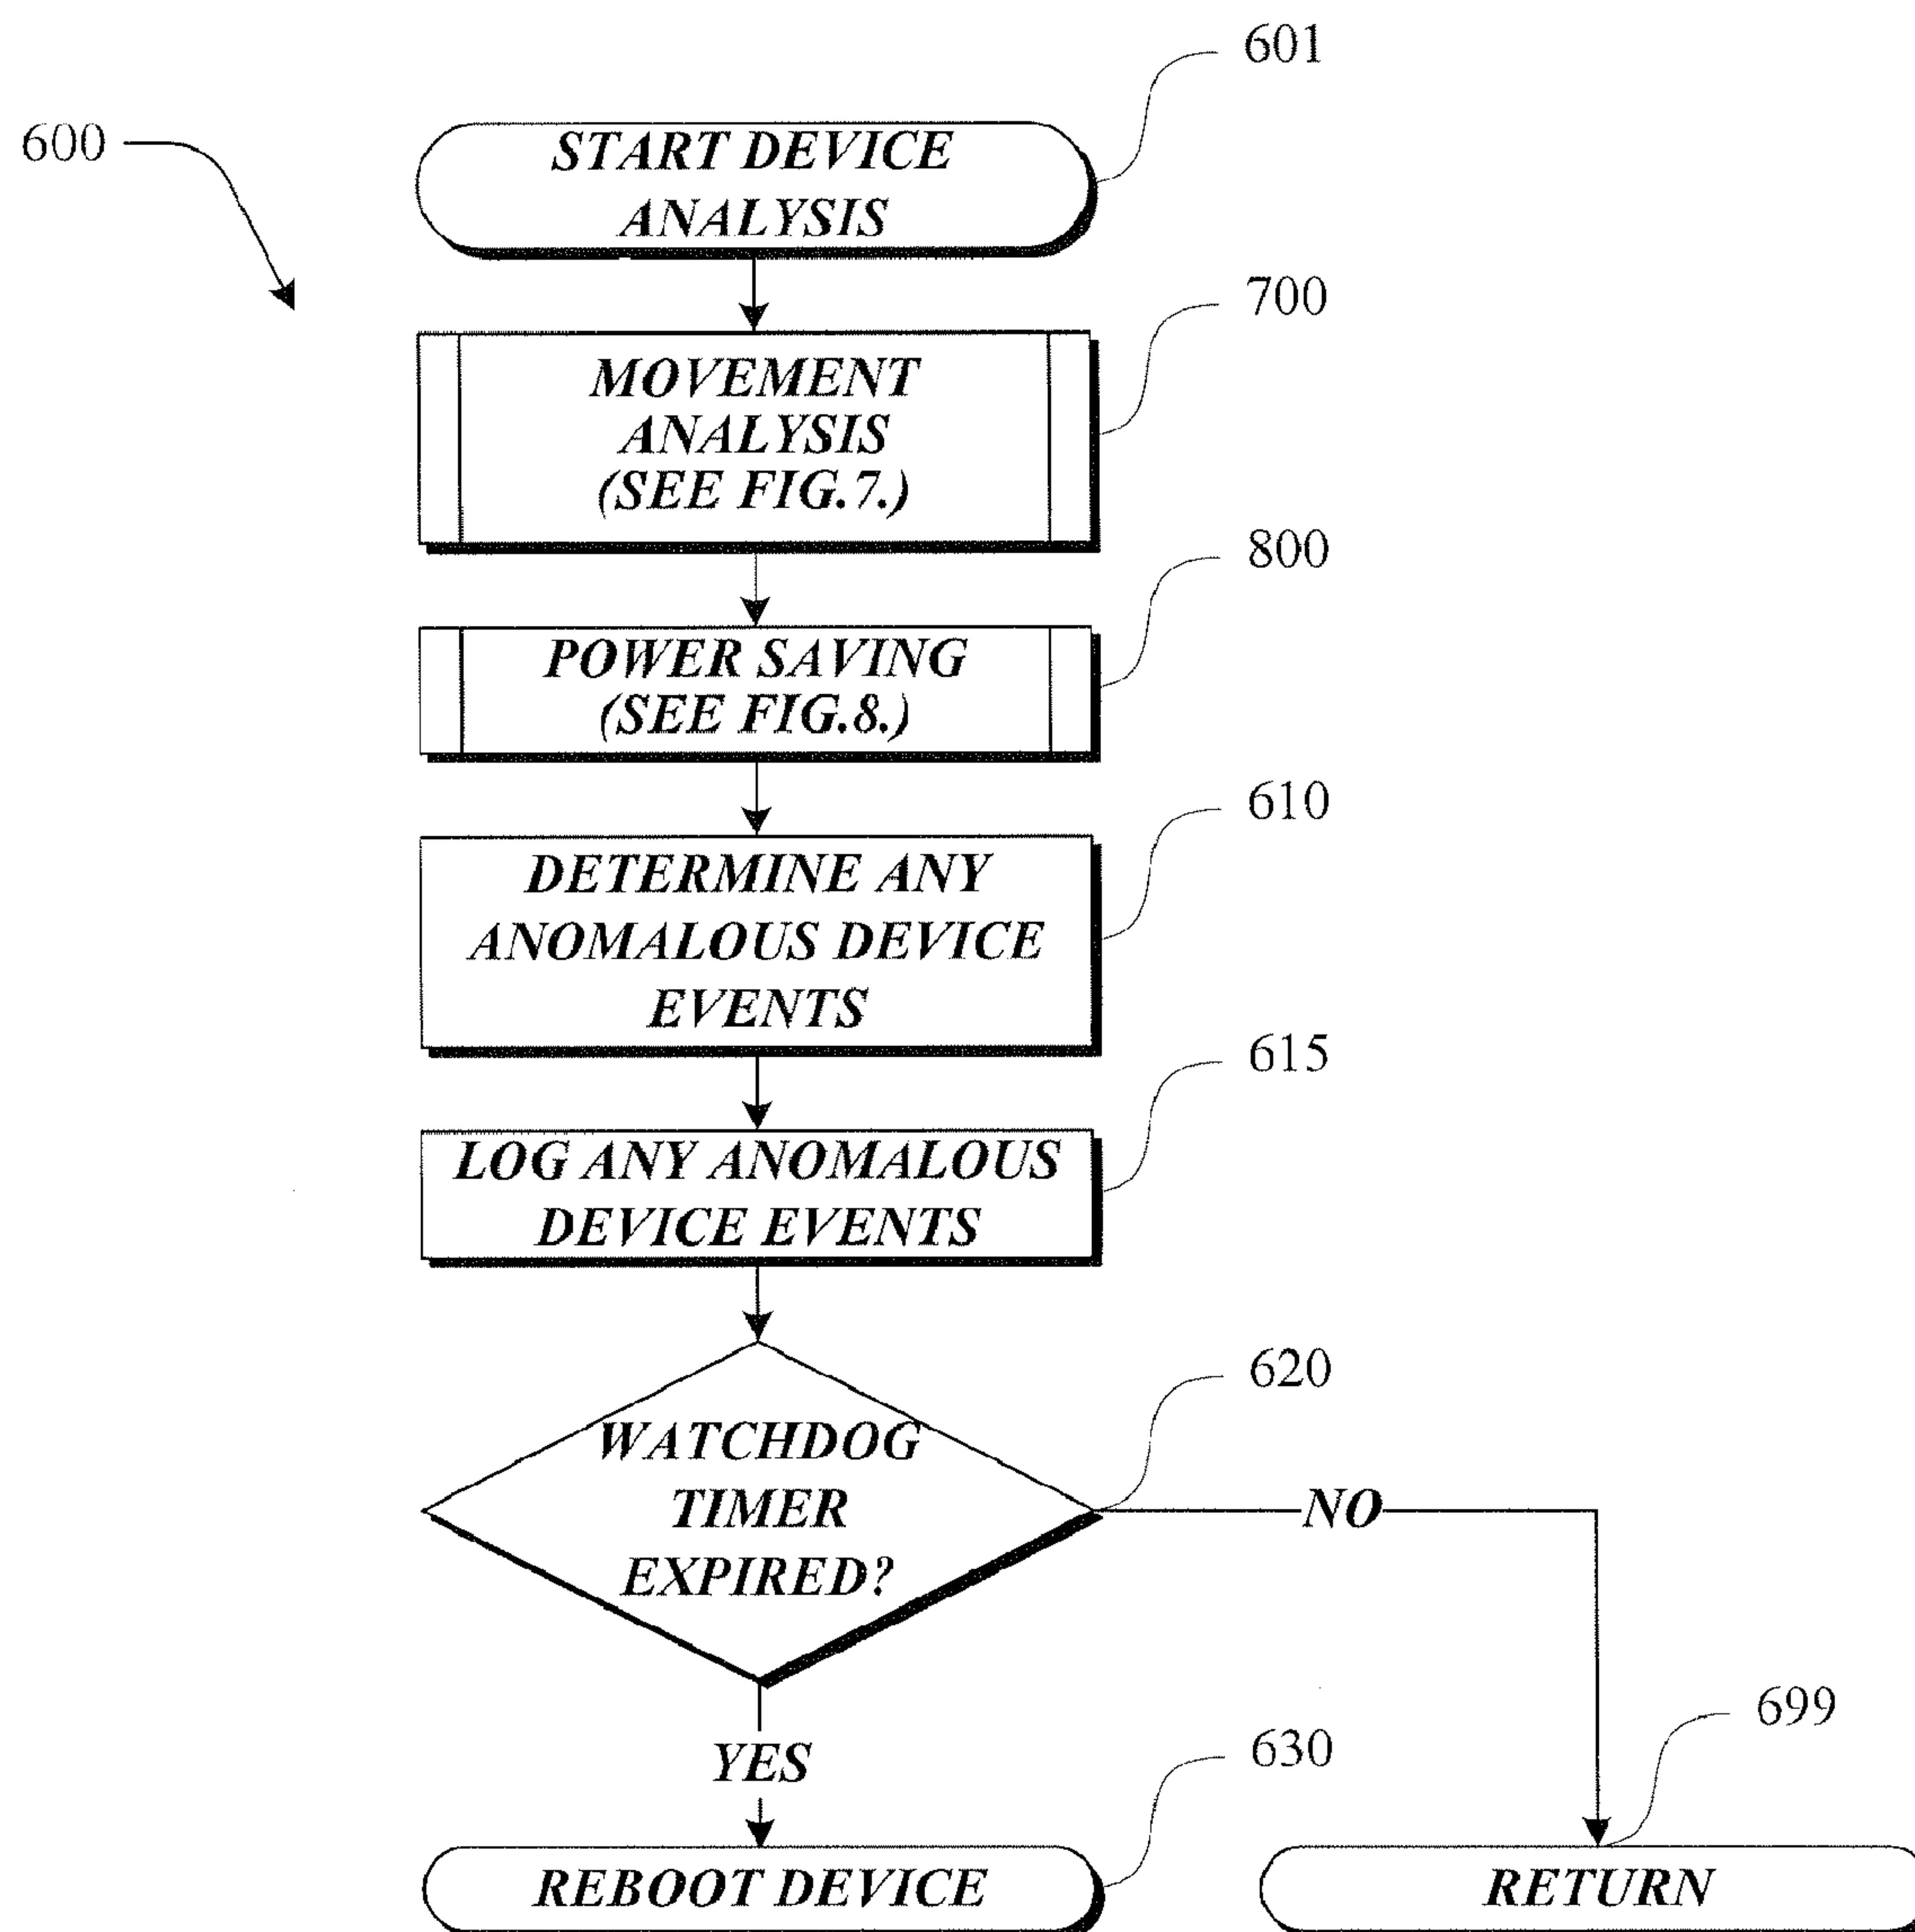 601
600
START DEVICE
ANALYSIS
700
MOVEMENT
ANALYSIS
(SEE FIG.7.)
800
POWER SAVING
(SEE FIG.8.)
610
DETERMINE ANY
ANOMALOUS DEVICE
EVENTS
615
LOG ANY ANOMALOUS
DEVICE EVENTS
620
WATCHDOG
TIMER
EXPIRED?
NO
YES
699
630
REBOOT DEVICE
RETURN